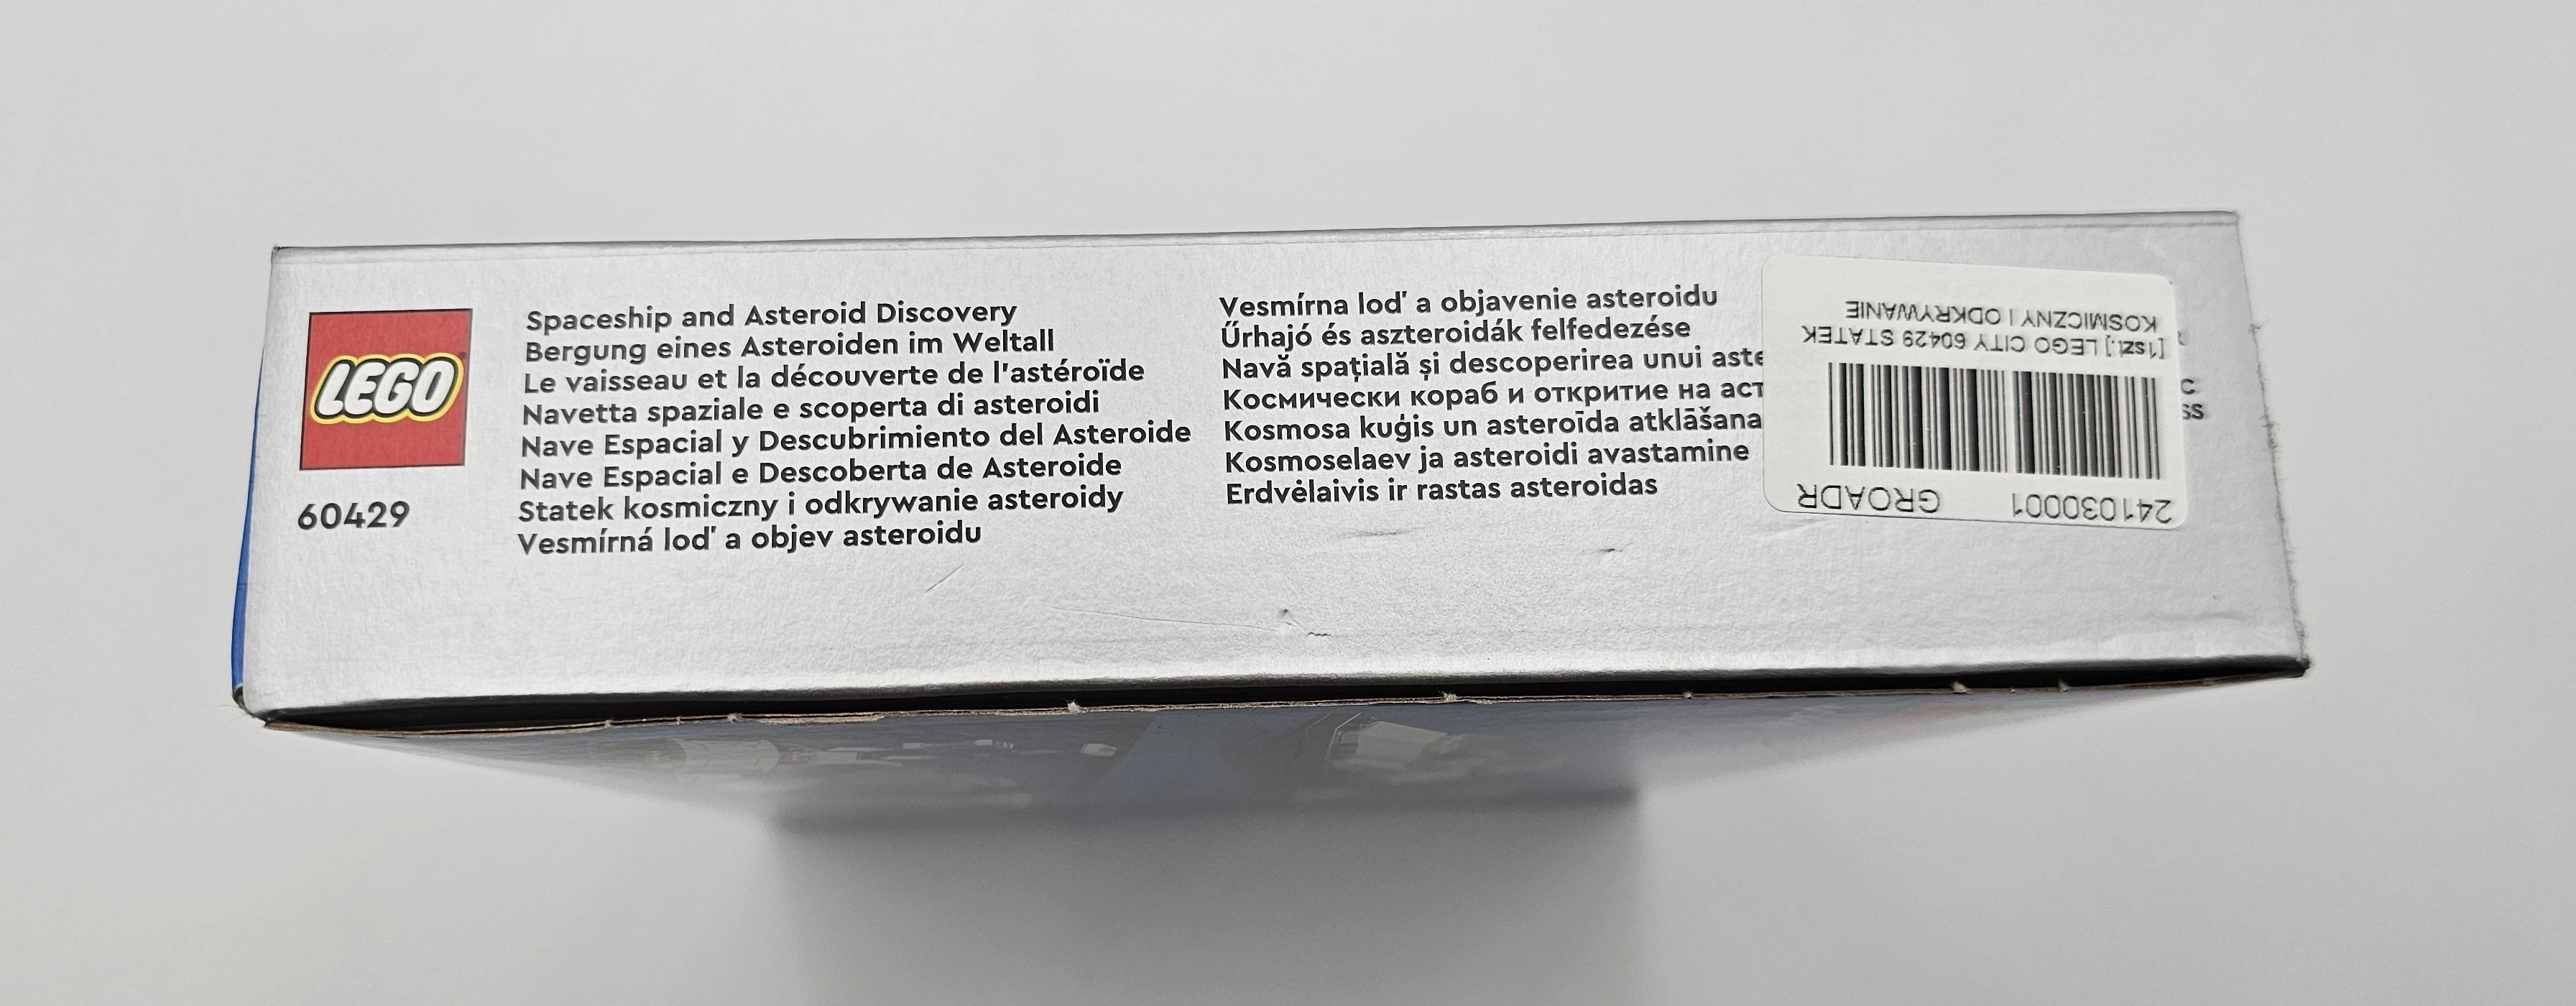 LEGO
60429
Spaceship and Asteroid Discovery
Bergung eines Asteroiden im Weltall
Le vaisseau et la découverte de l'astéroïde
Navetta spaziale e scoperta di asteroidi
Nave Espacial y Descubrimiento del Asteroide
Nave Espacial e Descoberta de Asteroide
Statek kosmiczny i odkrywanie asteroidy
Vesmírná loď a objev asteroidu
Vesmírna loď a objavenie asteroidu
Űrhajó és aszteroidák felfedezése
Navă spațială și descoperirea unui aste
Космически кораб и откритие на аст
Kosmosa kuģis un asteroīda atklāšana
Kosmoselaev ja asteroidi avastamine
Erdvėlaivis ir rastas asteroidas
241030001 GROADR
[1szt.] LEGO CITY 60429 STATEK
KOSMICZNY I ODKRYWANIE